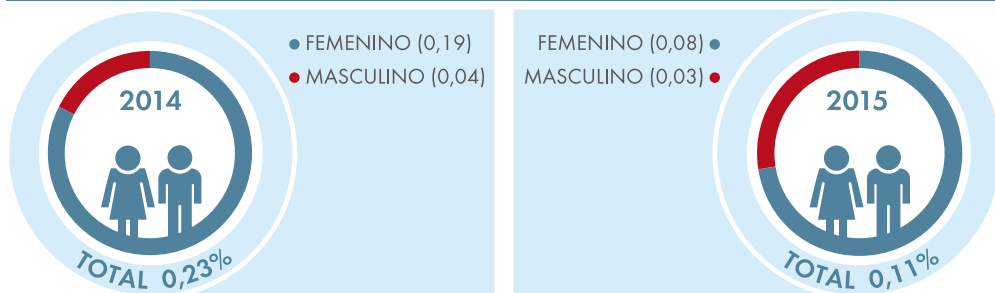 2014
FEMENINO (0,19)
MASCULINO (0,04)
TOTAL 0,23%
FEMENINO (0,08)
MASCULINO (0,03)
2015
TOTAL 0,11%